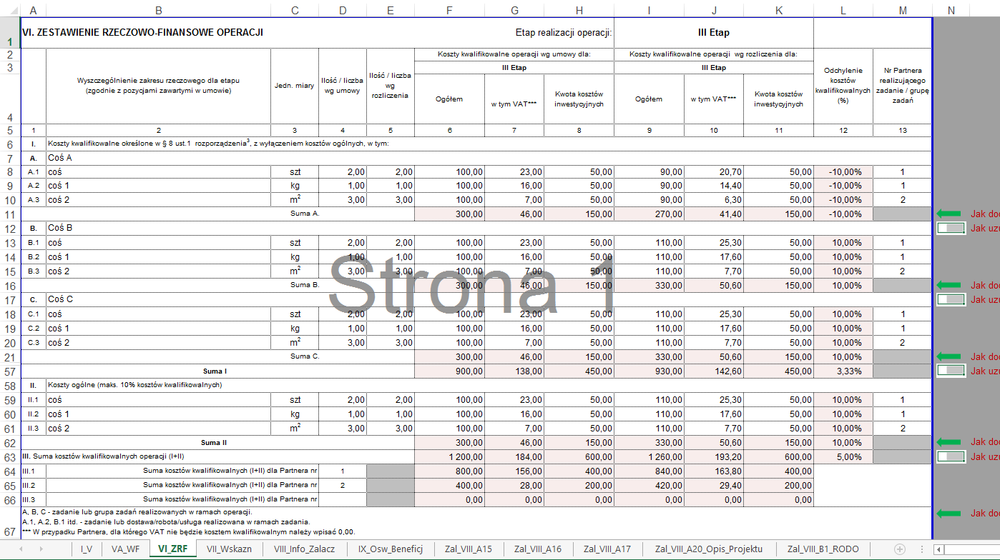 A B C D E F G H I J K L M N
1 VI. ZESTAWIENIE RZECZOWO-FINANSOWE OPERACJI Etap realizacji operacji: III Etap
2 Koszty kwalifikowalne operacji wg umowy dla: Koszty kwalifikowalne operacji wg rozliczenia dla:
3 III Etap III Etap
4 Wyszczególnienie zakresu rzeczowego dla etapu (zgodnie z pozycjami zawartymi w umowie) Jedn. miary Ilość / liczba wg umowy Ilość / liczba wg rozliczenia Ogółem w tym VAT*** Kwota kosztów inwestycyjnych Ogółem w tym VAT*** Kwota kosztów inwestycyjnych Odchylenie kosztów kwalifikowalnych (%) Nr Partnera realizującego zadanie / grupę zadań
5 1 2 3 4 5 6 7 8 9 10 11 12 13
6 I. Koszty kwalifikowalne określone w § 8 ust.1 rozporządzenia³, z wyłączeniem kosztów ogólnych, w tym:
7 A. Coś A
8 A.1 coś szt 2,00 2,00 100,00 23,00 50,00 90,00 20,70 50,00 -10,00% 1
9 A.2 coś 1 kg 1,00 1,00 100,00 16,00 50,00 90,00 14,40 50,00 -10,00% 1
10 A.3 coś 2 m² 3,00 3,00 100,00 7,00 50,00 90,00 6,30 50,00 -10,00% 2
11 Suma A. 300,00 46,00 150,00 270,00 41,40 150,00 -10,00% Jak
12 B. Coś B Jak
13 B.1 coś szt 2,00 2,00 100,00 23,00 50,00 110,00 25,30 50,00 10,00% 1
14 B.2 coś 1 kg 1,00 1,00 100,00 16,00 50,00 110,00 17,60 50,00 10,00% 1
15 B.3 coś 2 m² 3,00 3,00 100,00 7,00 50,00 110,00 7,70 50,00 10,00% 2
Strona 1
16 Suma B. 300,00 46,00 150,00 330,00 50,60 150,00 10,00% Jak
17 C. Coś C Jak
18 C.1 coś szt 2,00 2,00 100,00 23,00 50,00 110,00 25,30 50,00 10,00% 1
19 C.2 coś 1 kg 1,00 1,00 100,00 16,00 50,00 110,00 17,60 50,00 10,00% 1
20 C.3 coś 2 m² 3,00 3,00 100,00 7,00 50,00 110,00 7,70 50,00 10,00% 2
21 Suma C. 300,00 46,00 150,00 330,00 50,60 150,00 10,00% Jak
57 Suma I 900,00 138,00 450,00 930,00 142,60 450,00 3,33% Jak
58 II. Koszty ogólne (maks. 10% kosztów kwalifikowalnych)
59 II.1 coś szt 2,00 2,00 100,00 23,00 50,00 110,00 25,30 50,00 10,00% 1
60 II.2 coś 1 kg 1,00 1,00 100,00 16,00 50,00 110,00 17,60 50,00 10,00% 1
61 II.3 coś 2 m² 3,00 3,00 100,00 7,00 50,00 110,00 7,70 50,00 10,00% 2
62 Suma II 300,00 46,00 150,00 330,00 50,60 150,00 10,00% Jak
63 III. Suma kosztów kwalifikowalnych operacji (I+II) 1 200,00 184,00 600,00 1 260,00 193,20 600,00 5,00% Jak
64 III.1 Suma kosztów kwalifikowalnych (I+II) dla Partnera nr 1 800,00 156,00 400,00 840,00 163,80 400,00
65 III.2 Suma kosztów kwalifikowalnych (I+II) dla Partnera nr 2 400,00 28,00 200,00 420,00 29,40 200,00
66 III.3 Suma kosztów kwalifikowalnych (I+II) dla Partnera nr 0,00 0,00 0,00 0,00 0,00 0,00
A, B, C - zadanie lub grupa zadań realizowanych w ramach operacji. Jak
A.1, A.2, B.1 itd. - zadanie lub dostawa/robota/usługa realizowana w ramach zadania.
67 *** W przypadku Partnera, dla którego VAT nie będzie kosztem kwalifikowalnym należy wpisać 0,00.
I_V VA_WF VI_ZRF VII_Wskazn VIII_Info_Zalacz IX_Osw_Beneficj Zal_VIII_A15 Zal_VIII_A16 Zal_VIII_A17 Zal_VIII_A20_Opis_Projektu Zal_VIII_B1_RODO